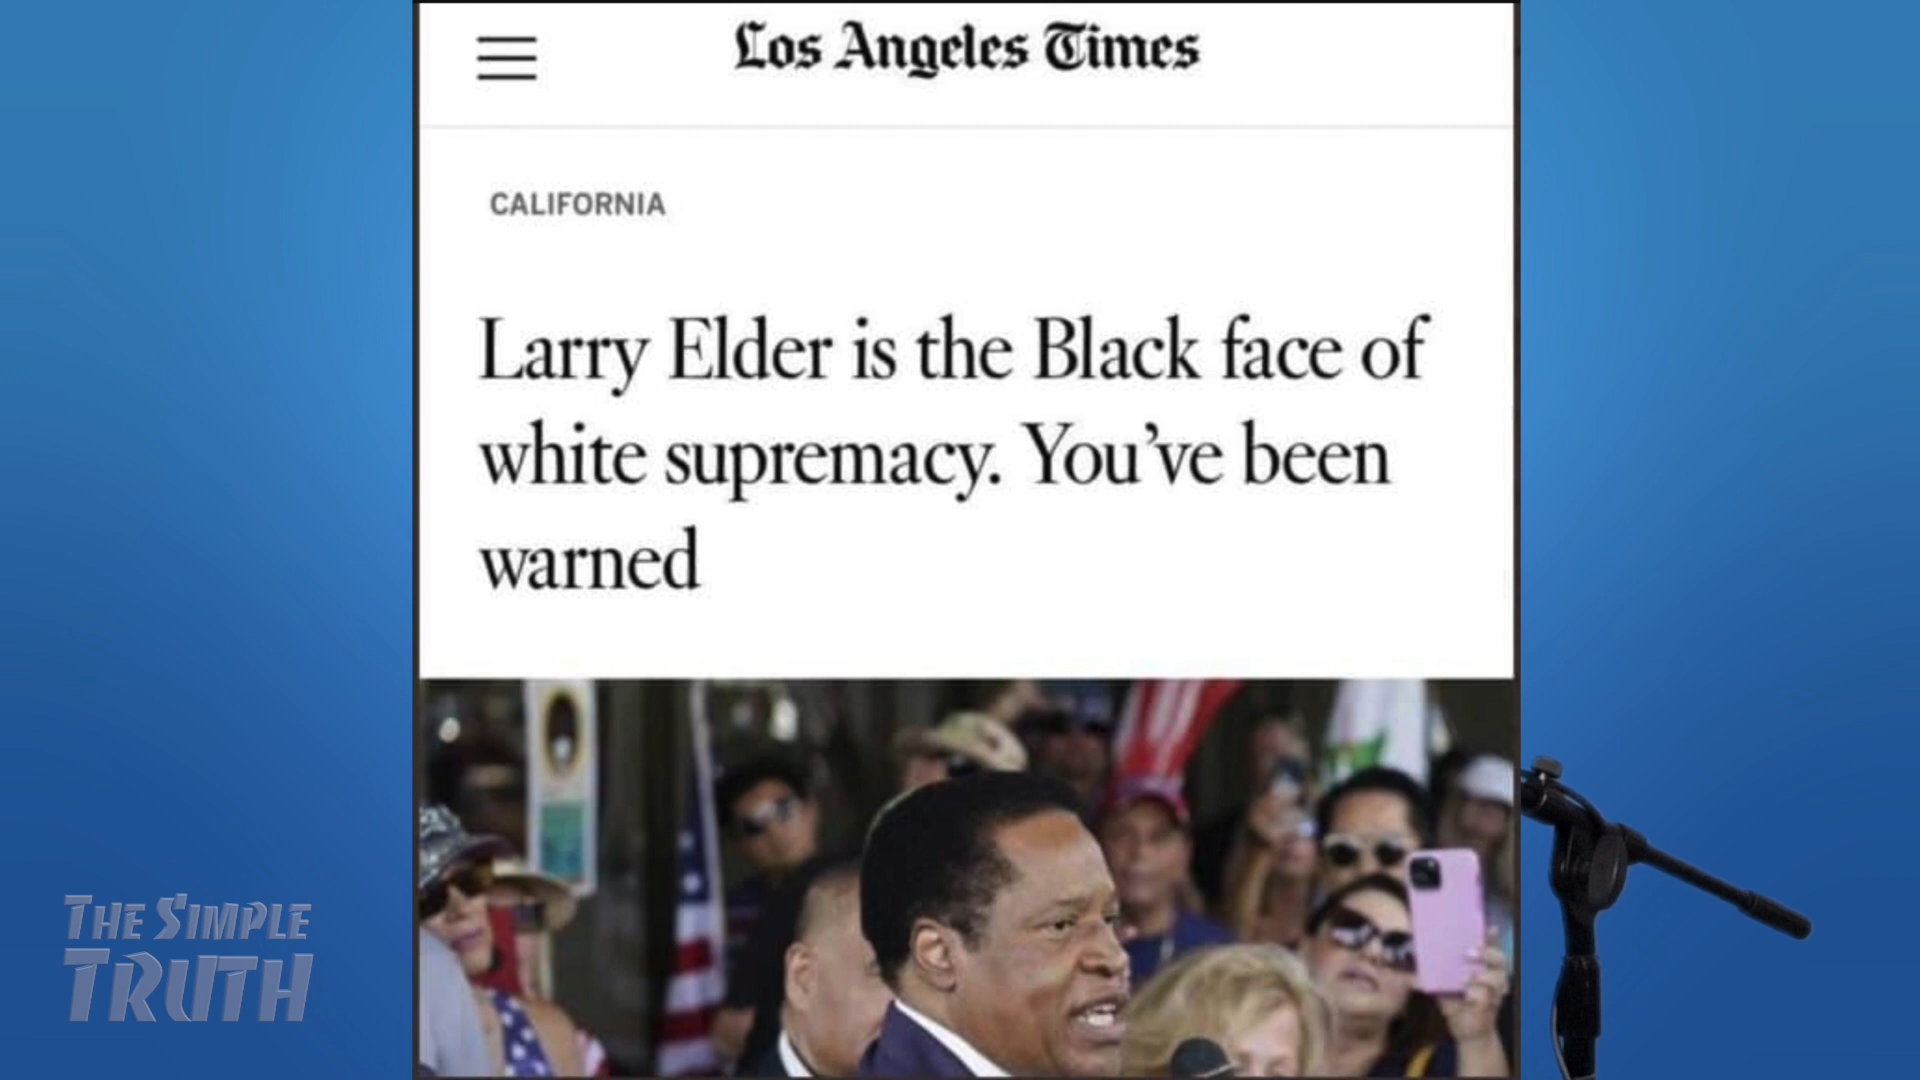 Los Angeles Times
CALIFORNIA
Larry Elder is the Black face of
white supremacy. You've been
warned
THE SIMPLE
TRUTH